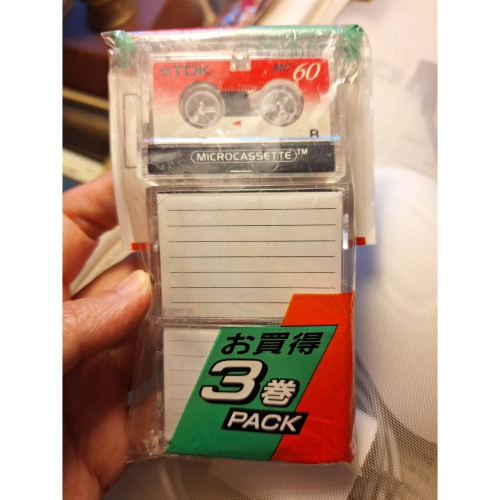 TDK MC 60
B
MICROCASSETTE™
お買得
3巻
PACK